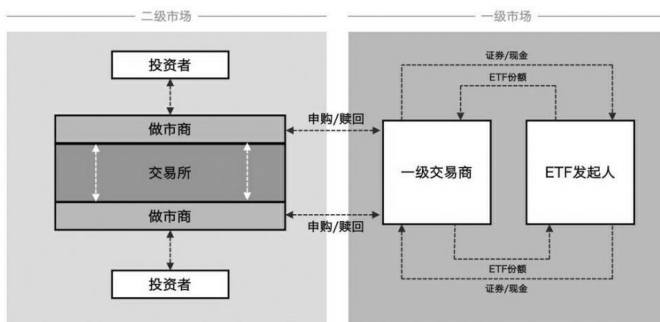 二级市场
一级市场
投资者
做市商
交易所
做市商
投资者
申购/赎回
申购/赎回
证券/现金
ETF份额
一级交易商
ETF发起人
ETF份额
证券/现金